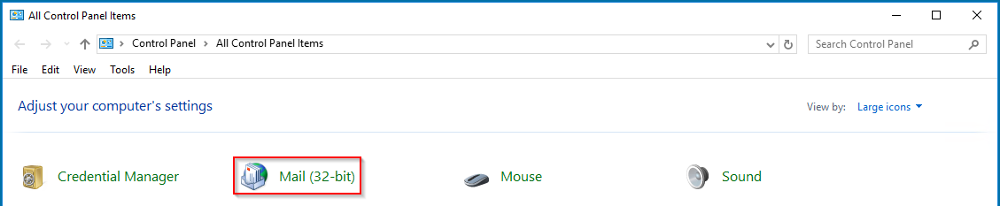 All Control Panel Items
Control Panel > All Control Panel Items
Search Control Panel
File Edit View Tools Help
Adjust your computer's settings
View by: Large icons
Credential Manager Mail (32-bit) Mouse Sound